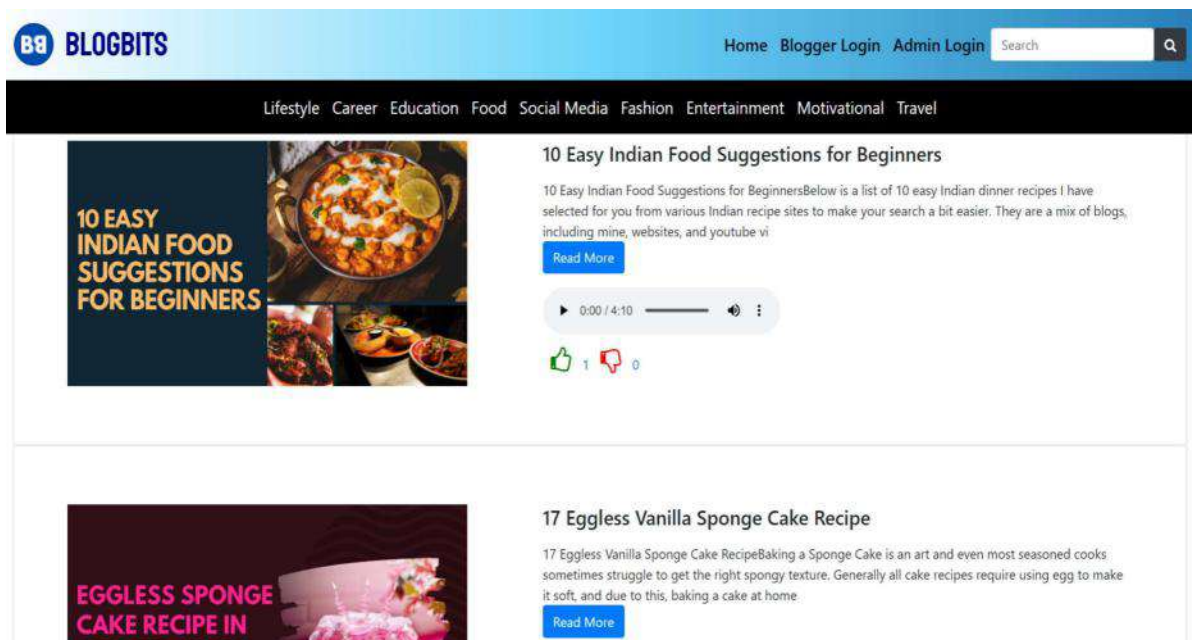 BB BLOGBITS
Home Blogger Login Admin Login Search
Lifestyle Career Education Food Social Media Fashion Entertainment Motivational Travel
10 EASY
INDIAN FOOD
SUGGESTIONS
FOR BEGINNERS
10 Easy Indian Food Suggestions for Beginners
10 Easy Indian Food Suggestions for BeginnersBelow is a list of 10 easy Indian dinner recipes I have
selected for you from various Indian recipe sites to make your search a bit easier. They are a mix of blogs,
including mine, websites, and youtube vi
Read More
0:00 / 4:10
1 0
EGGLESS SPONGE
CAKE RECIPE IN
17 Eggless Vanilla Sponge Cake Recipe
17 Eggless Vanilla Sponge Cake RecipeBaking a Sponge Cake is an art and even most seasoned cooks
sometimes struggle to get the right spongy texture. Generally all cake recipes require using egg to make
it soft, and due to this, baking a cake at home
Read More